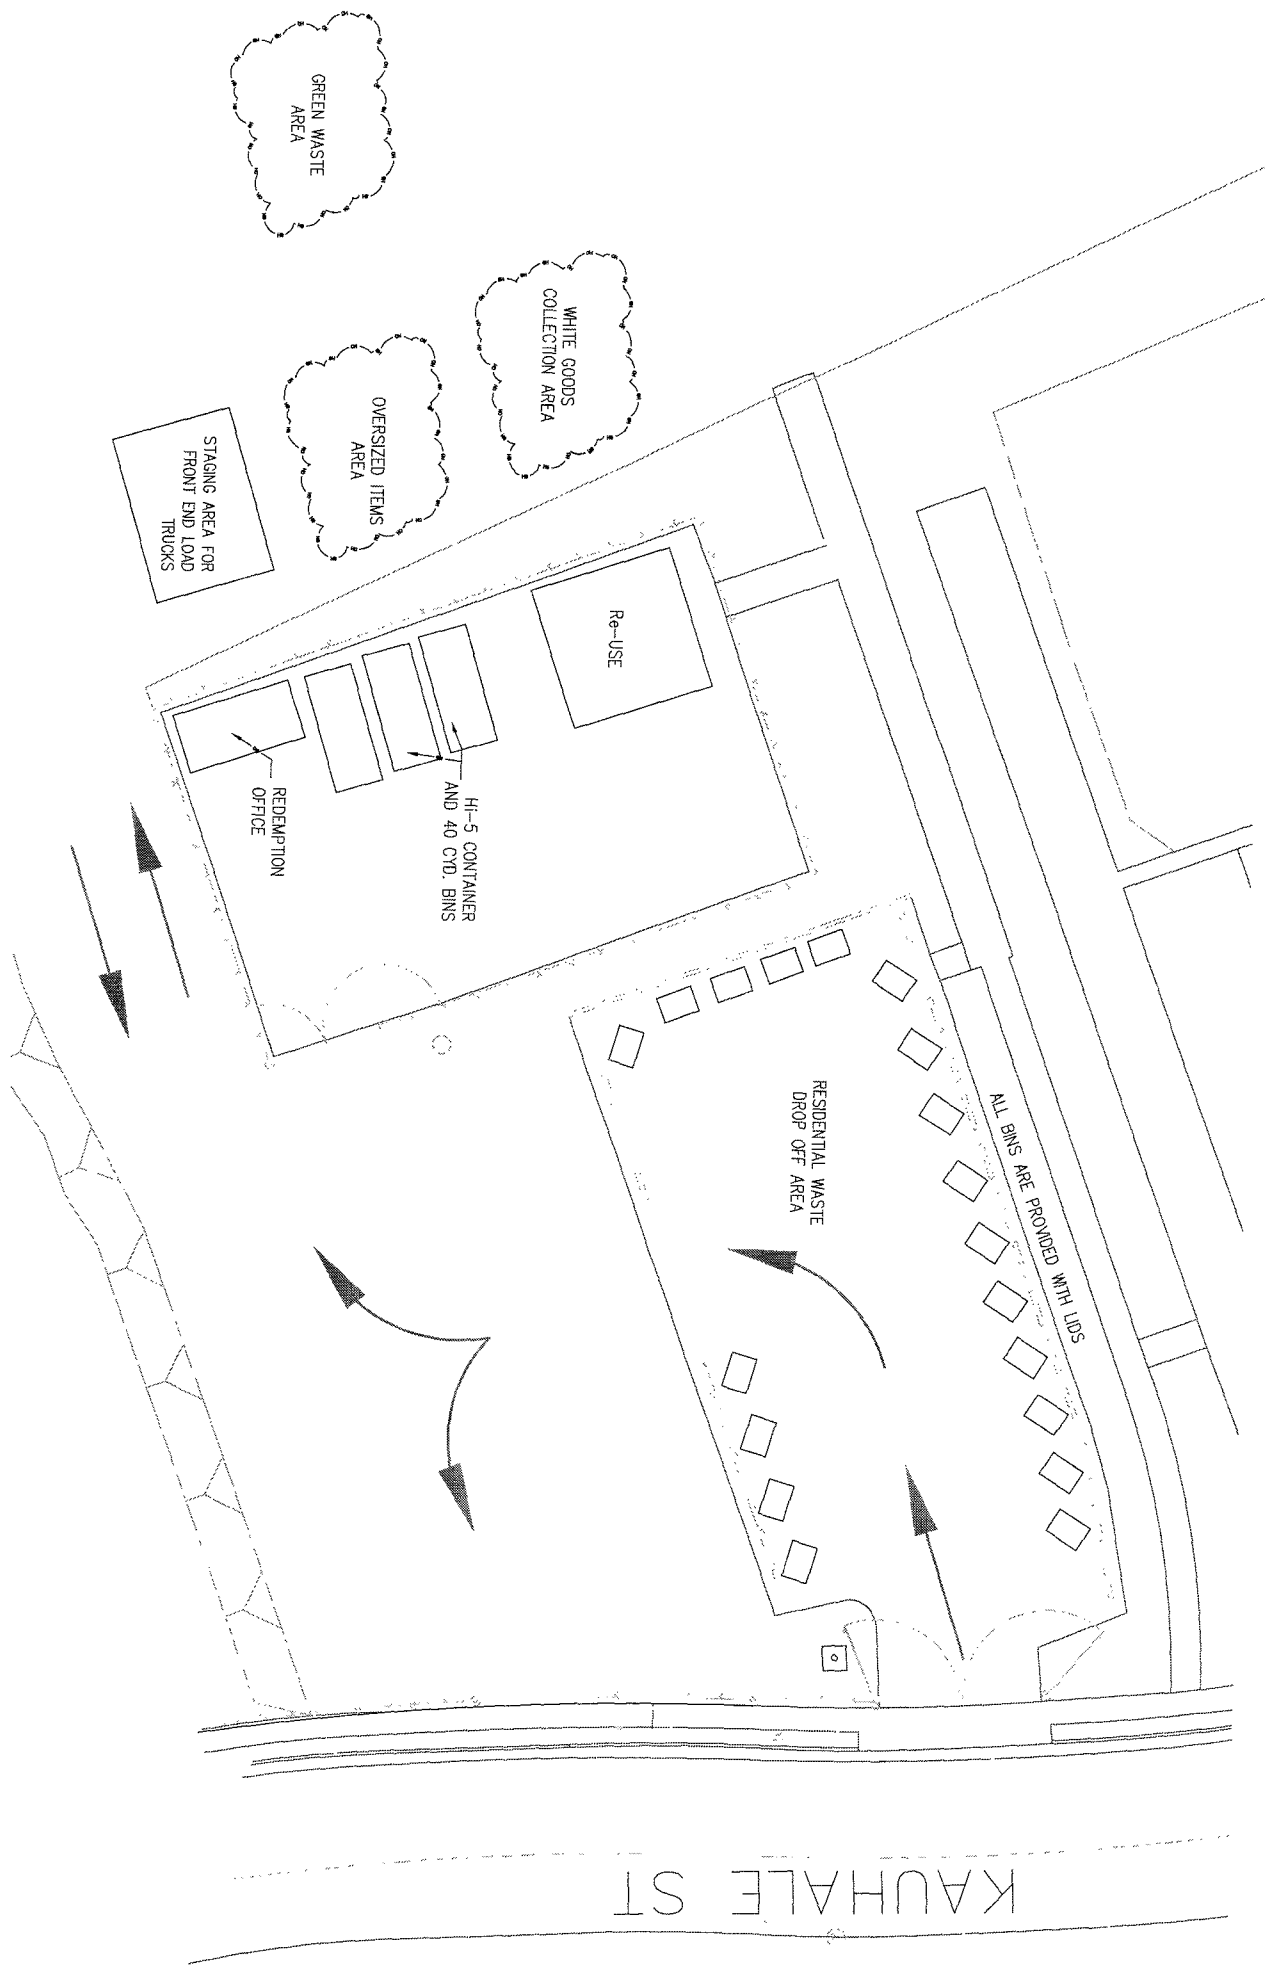 GREEN WASTE
AREA
WHITE GOODS
COLLECTION AREA
OVERSIZED ITEMS
AREA
STAGING AREA FOR
FRONT END LOAD
TRUCKS
Re-USE
Hi-5 CONTAINER
AND 40 CYD. BINS
REDEMPTION
OFFICE
RESIDENTIAL WASTE
DROP OFF AREA
ALL BINS ARE PROVIDED WITH LIDS
KAUHALE ST